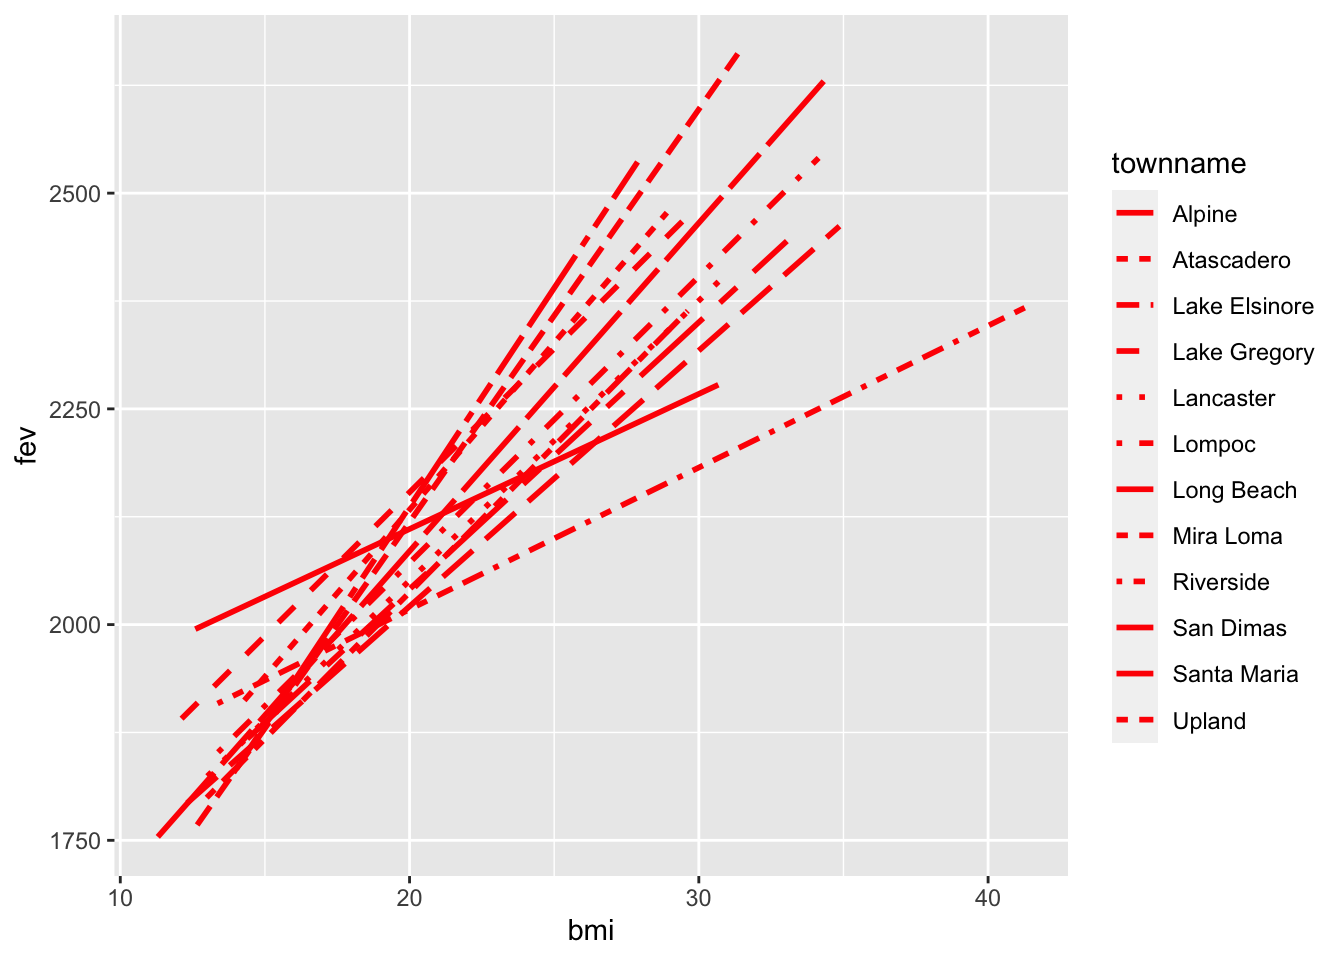 fev
2500
2250
2000
1750
10 20 30 40
bmi
townname
Alpine
Atascadero
Lake Elsinore
Lake Gregory
Lancaster
Lompoc
Long Beach
Mira Loma
Riverside
San Dimas
Santa Maria
Upland